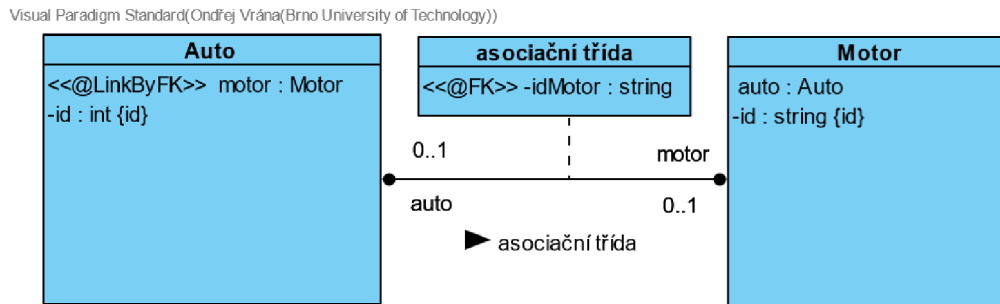 Visual Paradigm Standard(Ondřej Vrána(Brno University of Technology))
Auto
<<@LinkByFK>> motor : Motor
-id : int {id}
asociační třída
<<@FK>> -idMotor : string
Motor
auto : Auto
-id : string {id}
0..1
motor
auto
0..1
asociační třída